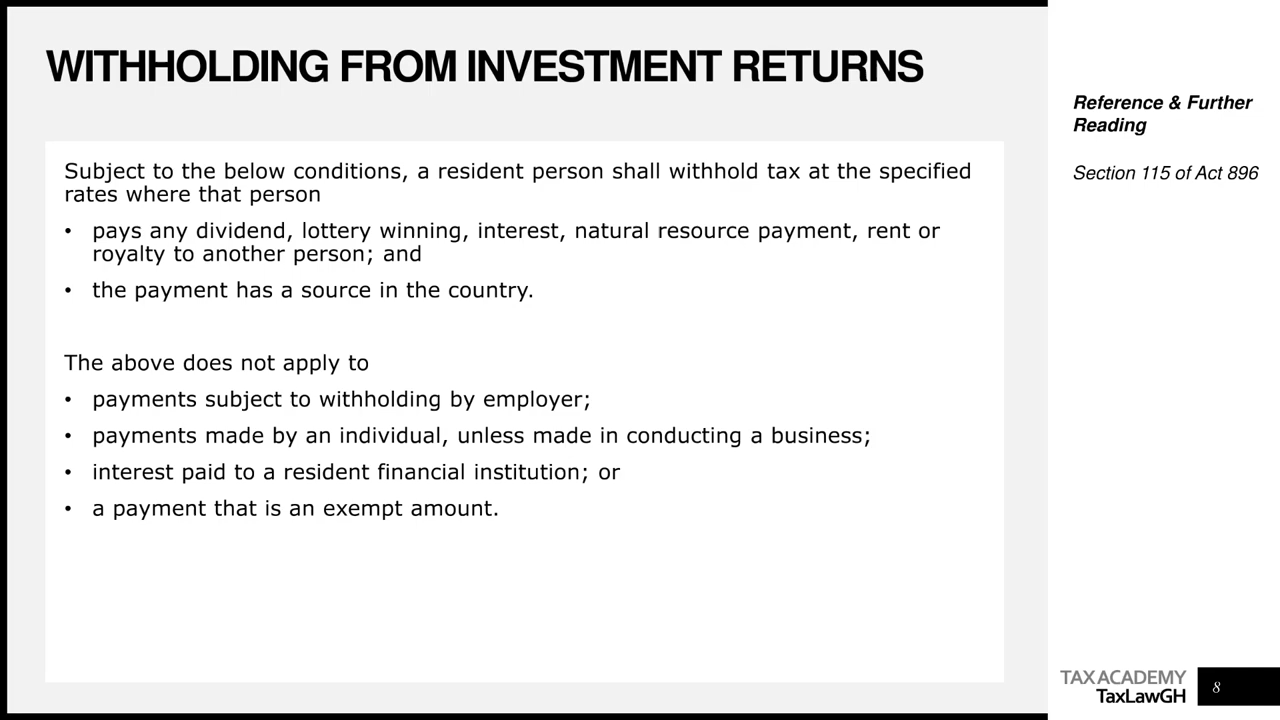 WITHHOLDING FROM INVESTMENT RETURNS
Subject to the below conditions, a resident person shall withhold tax at the specified
rates where that person
• pays any dividend, lottery winning, interest, natural resource payment, rent or
royalty to another person; and
• the payment has a source in the country.
The above does not apply to
• payments subject to withholding by employer;
• payments made by an individual, unless made in conducting a business;
• interest paid to a resident financial institution; or
• a payment that is an exempt amount.
Reference & Further
Reading
Section 115 of Act 896
TAX ACADEMY
TaxLawGH
8